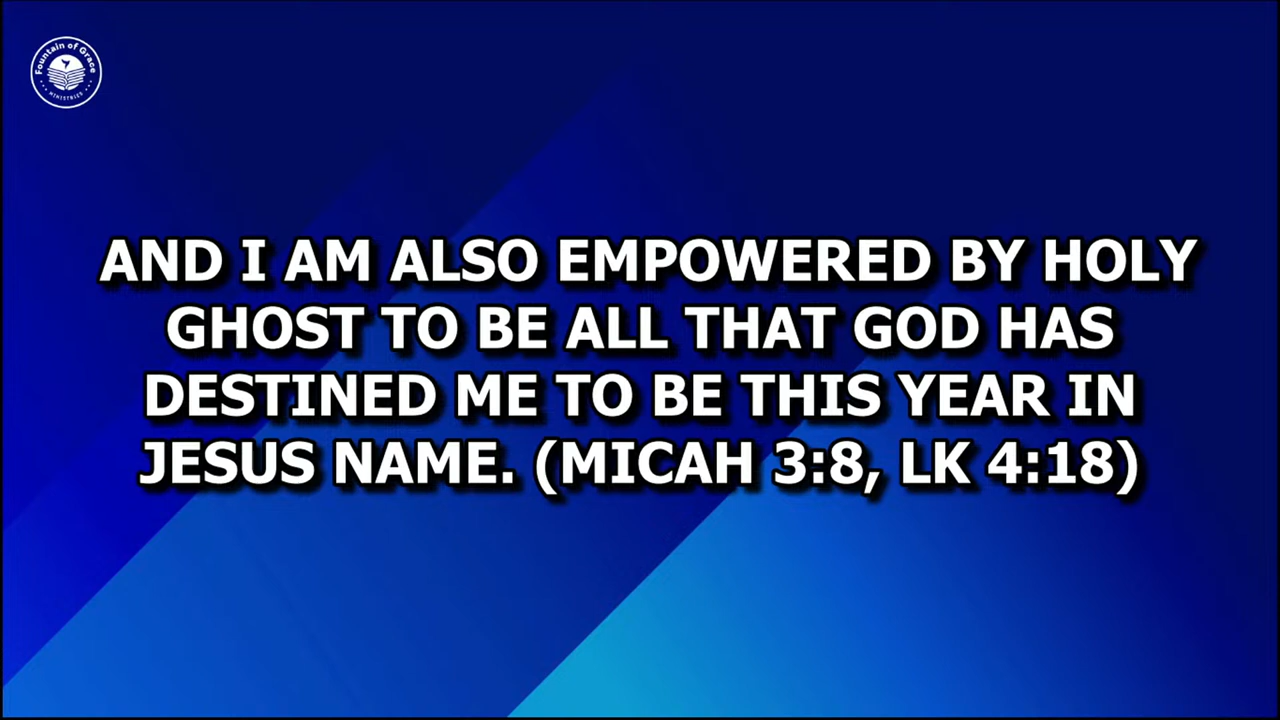 Fountain of Grace
MINISTRIES
AND I AM ALSO EMPOWERED BY HOLY
GHOST TO BE ALL THAT GOD HAS
DESTINED ME TO BE THIS YEAR IN
JESUS NAME. (MICAH 3:8, LK 4:18)